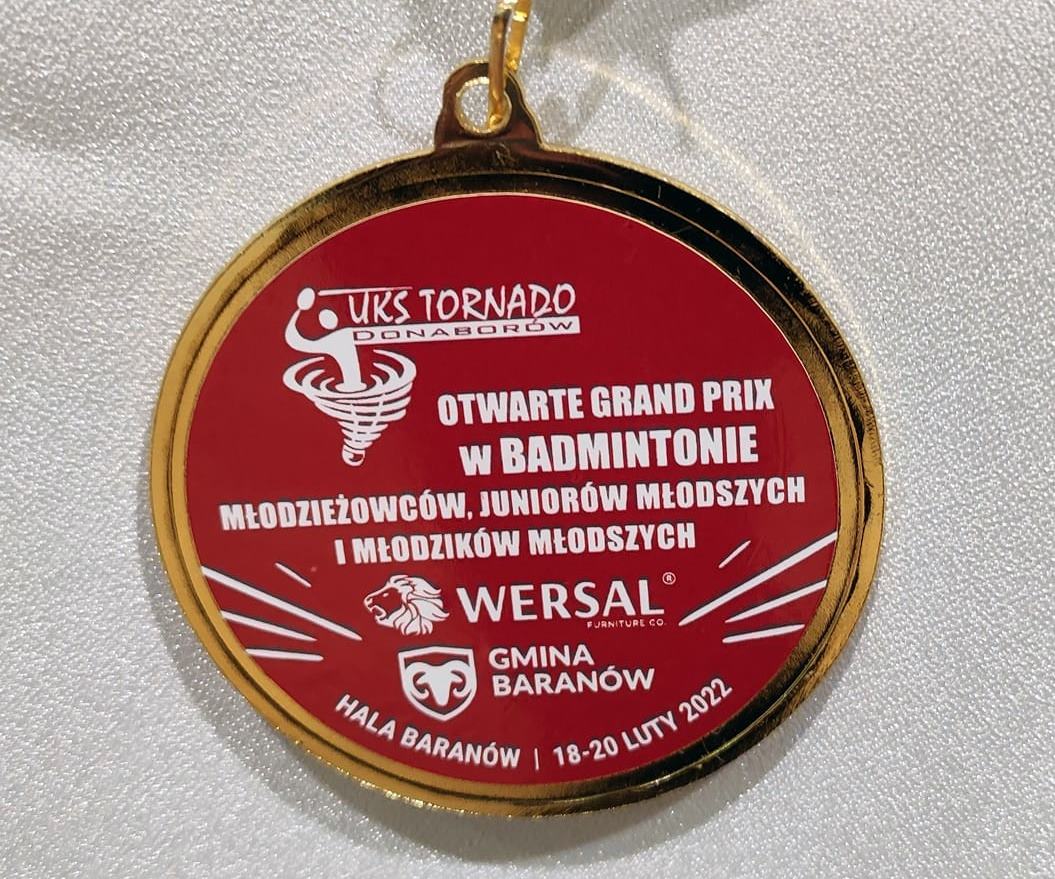 UKS TORNADO
DONABORÓW
OTWARTE GRAND PRIX
W BADMINTONIE
MŁODZIEŻOWCÓW, JUNIORÓW MŁODSZYCH
I MŁODZIKÓW MŁODSZYCH
WERSAL®
FURNITURE CO.
GMINA
BARANÓW
HALA BARANÓW | 18-20 LUTY 2022